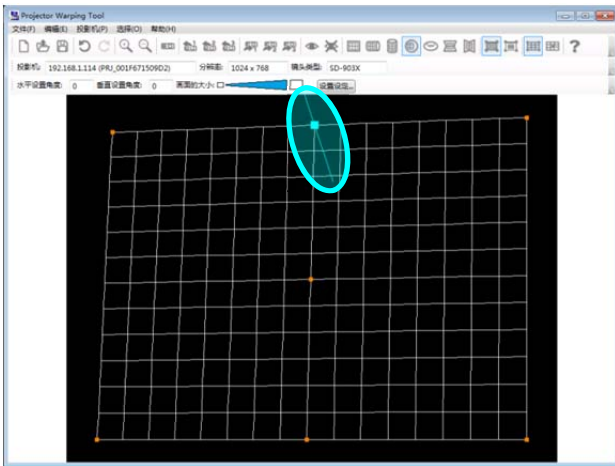 Projector Warping Tool
文件(F) 编辑(E) 投影机(P) 选择(O) 帮助(H)
投影机: 192.168.1.114 (PRJ_001F671509D2) 分辨率: 1024 x 768 镜头类型: SD-903X
水平设置角度: 0 垂直设置角度: 0 画面的大小: 设置设定...